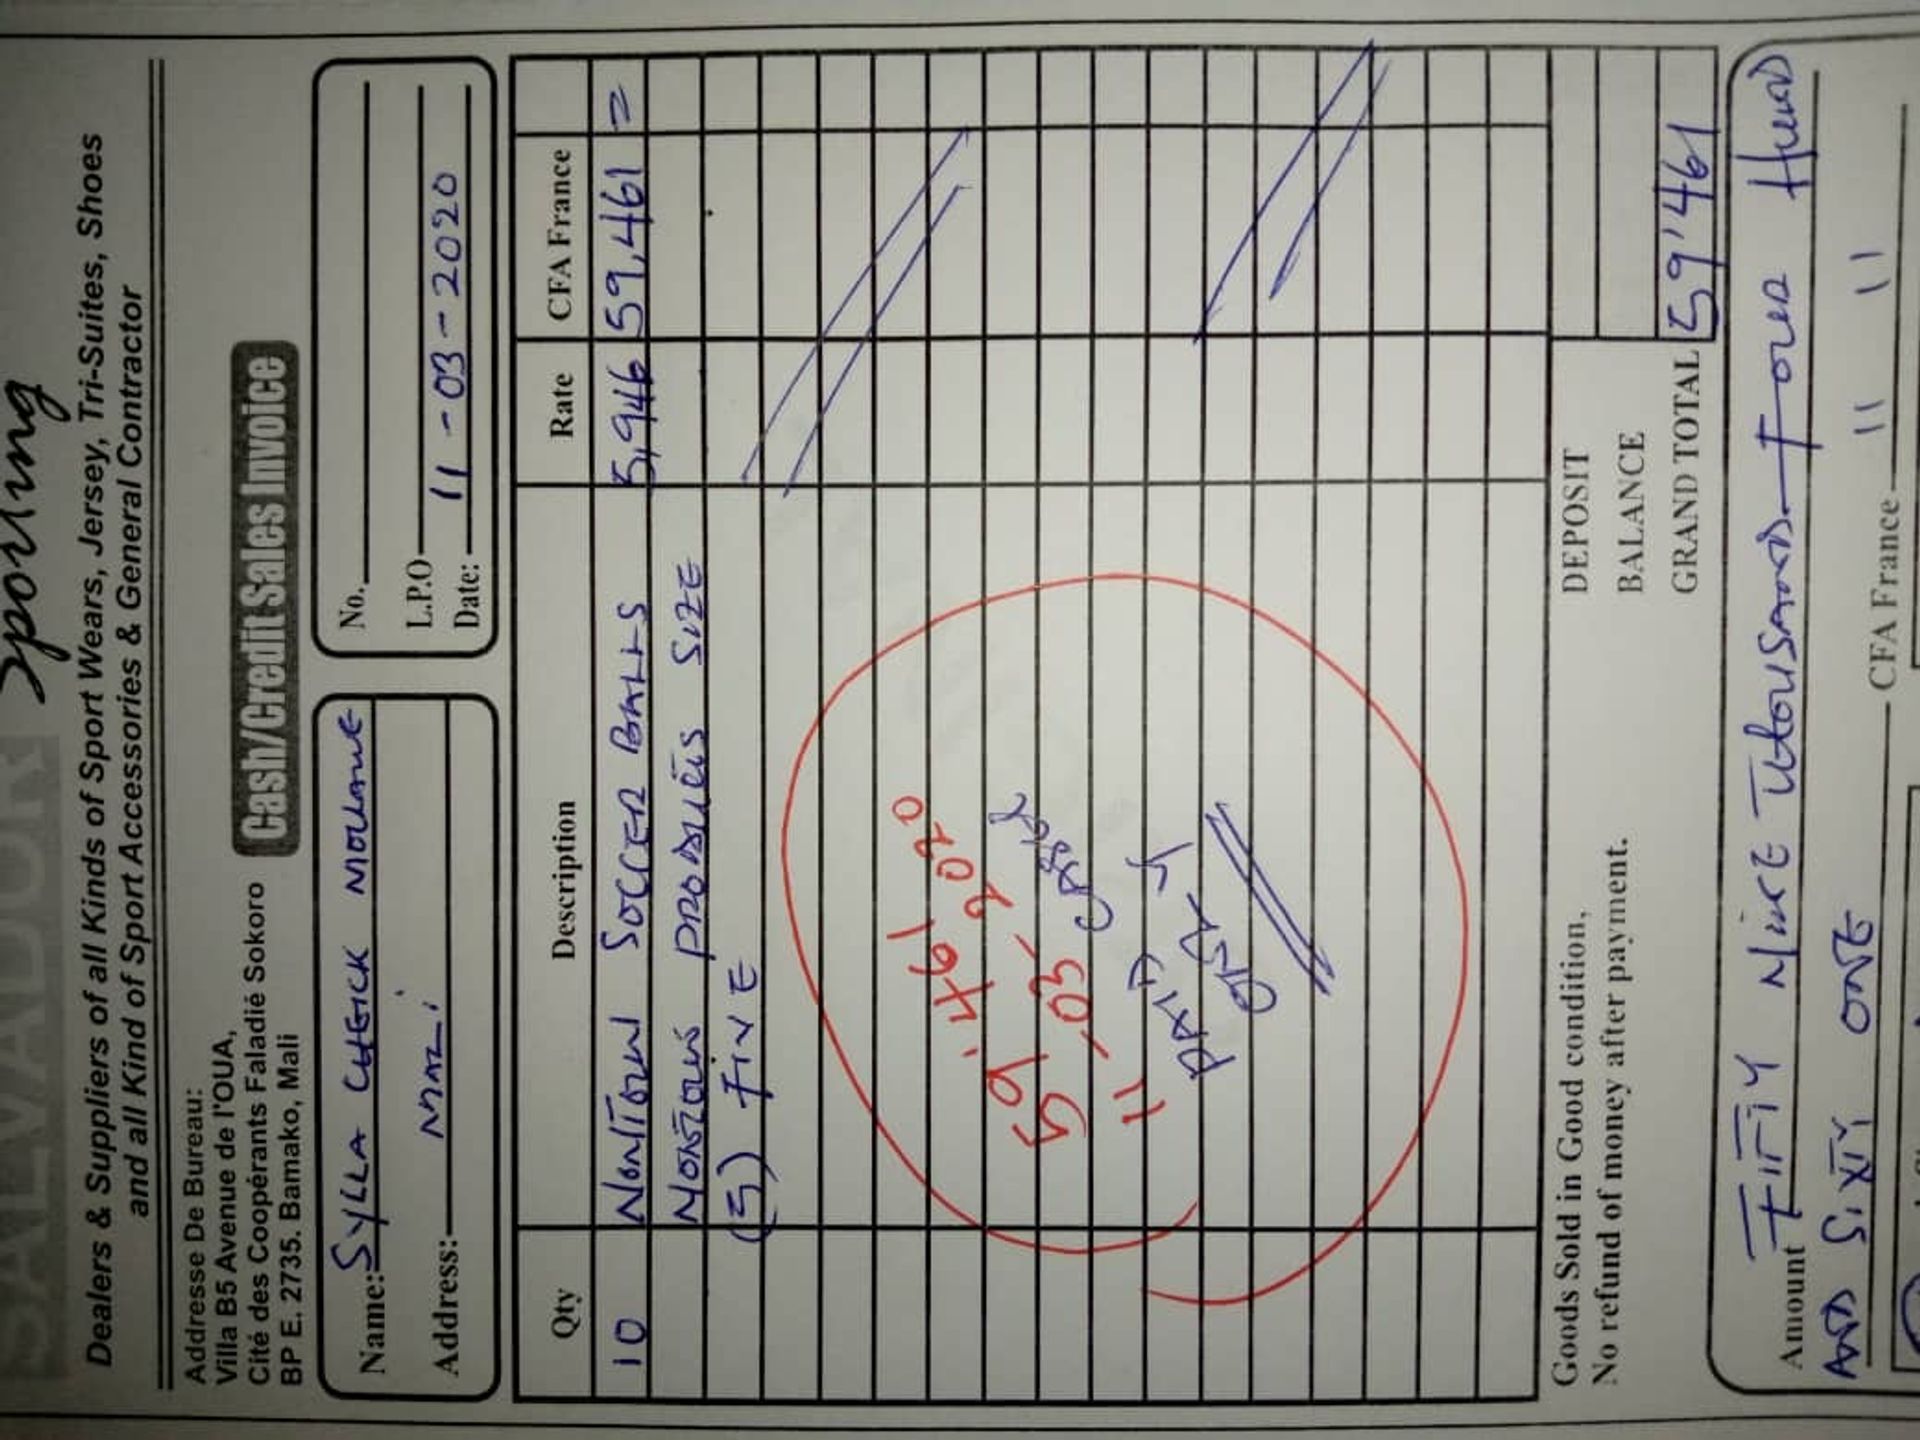 Sporting
Dealers & Suppliers of all Kinds of Sport Wears, Jersey, Tri-Suites, Shoes
and all Kind of Sport Accessories & General Contractor
Addresse De Bureau:
Villa B5 Avenue de l'OUA,
Cité des Coopérants Faladié Sokoro
BP E. 2735. Bamako, Mali
Cash/Credit Sales Invoice
Name: SYLLA CHEICK
Address: MALI
No.
L.P.O
Date: 11-03-2020
Qty Description Rate CFA France
10 SOCCER BALLS 5,946 59,461 =
PRODUITS SIZE
(5) FIVE
59'461
11-03-2020
PAID
Goods Sold in Good condition,
No refund of money after payment.
DEPOSIT
BALANCE
GRAND TOTAL 59'461
Amount FIFTY NINE THOUSAND FOUR HUND
AND SIXTY ONE CFA France 11 11